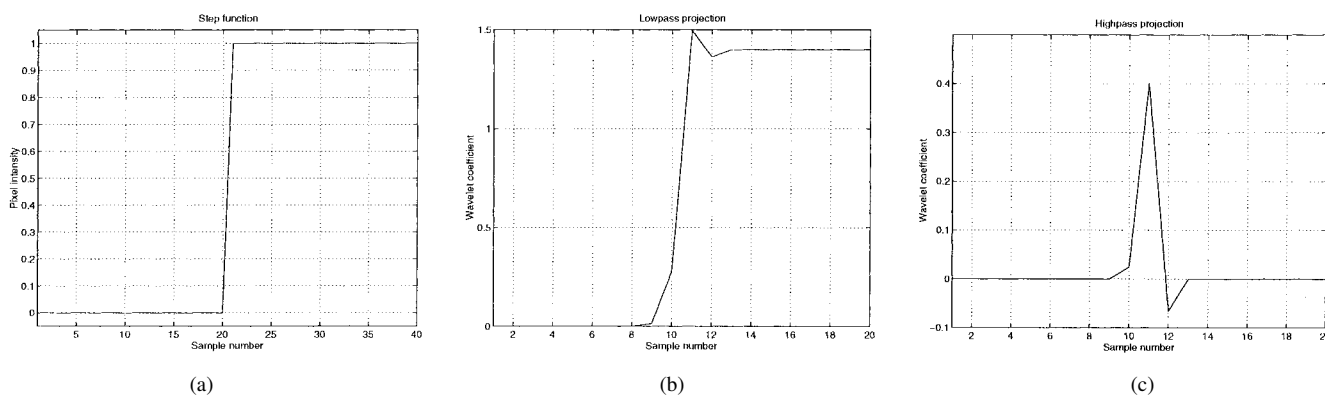 Step function
1
0.9
0.8
0.7
0.6
0.5
0.4
0.3
0.2
0.1
0
Pixel intensity
5 10 15 20 25 30 35 40
Sample number
(a)
Lowpass projection
1.5
1
0.5
0
Wavelet coefficient
2 4 6 8 10 12 14 16 18 20
Sample number
(b)
Highpass projection
0.4
0.3
0.2
0.1
0
-0.1
Wavelet coefficient
2 4 6 8 10 12 14 16 18
Sample number
(c)